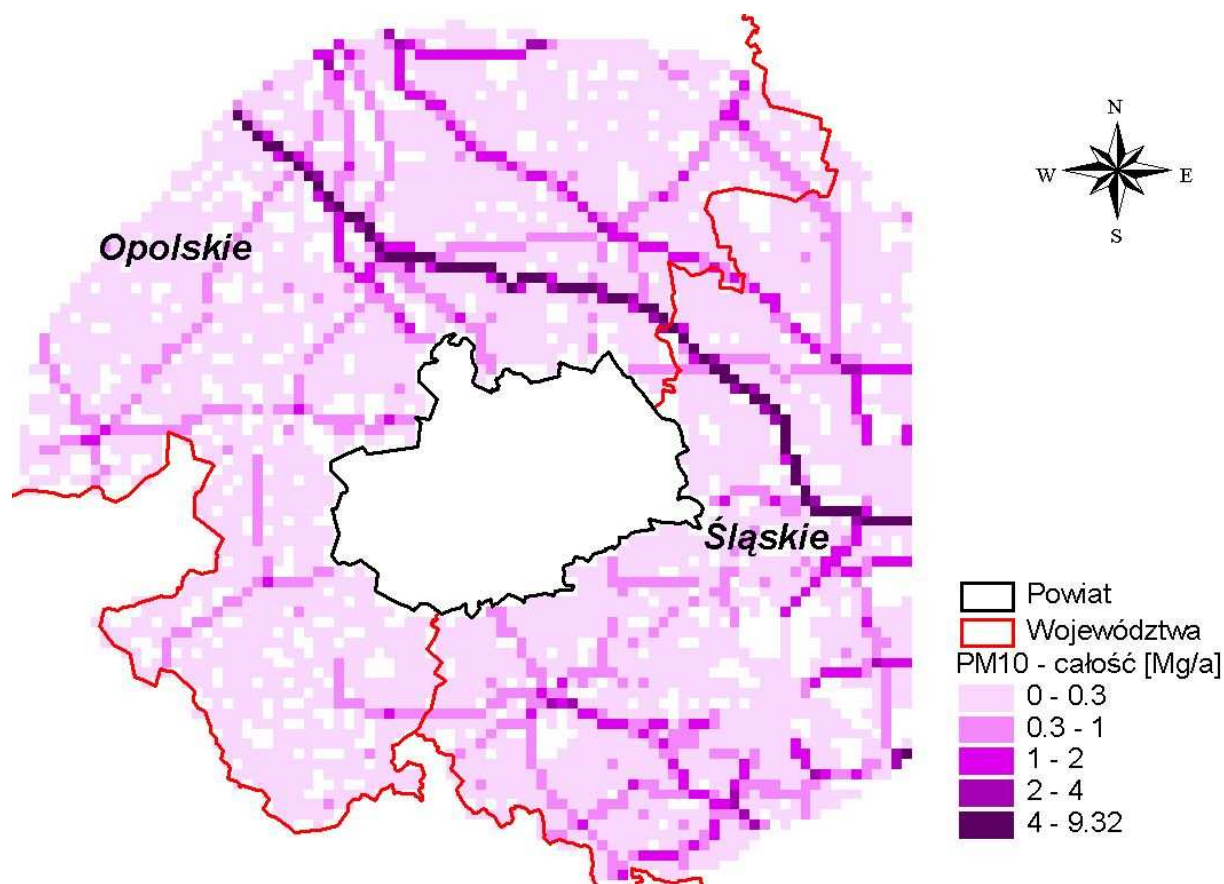 N
W E
S
Opolskie
Śląskie
Powiat
Województwa
PM10 - całość [Mg/a]
0 - 0.3
0.3 - 1
1 - 2
2 - 4
4 - 9.32